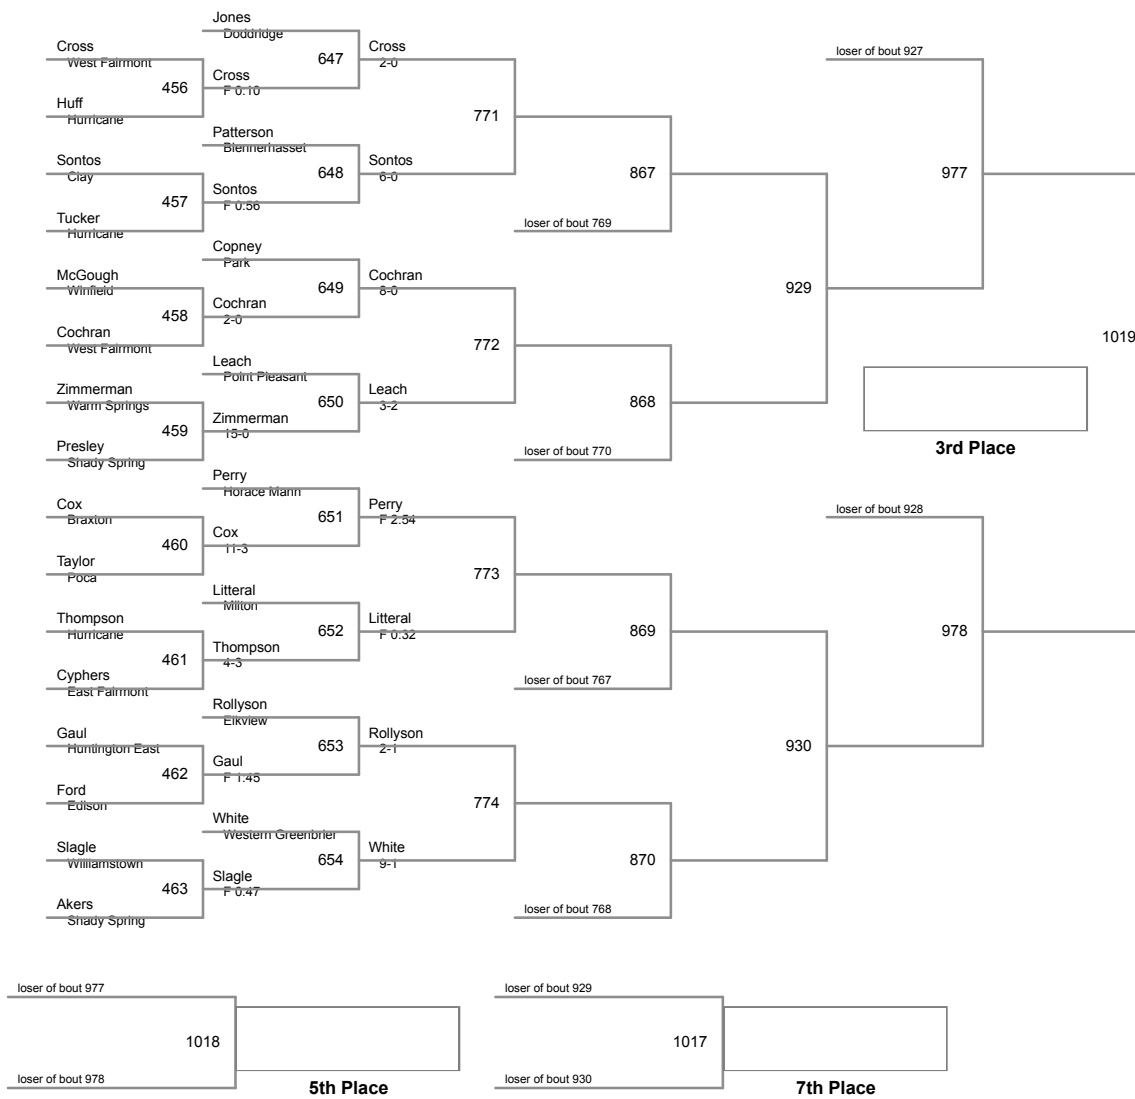 Jones
Doddridge
Cross
West Fairmont
647
Cross
2-0
loser of bout 927
456
Cross
F 0:10
Huff
Hurricane
771
Patterson
Blennerhasset
Sontos
Clay
648
Sontos
6-0
867
977
457
Sontos
F 0:56
Tucker
Hurricane
loser of bout 769
Copney
Park
McGough
Winfield
649
Cochran
8-0
929
458
Cochran
2-0
Cochran
West Fairmont
772
1019
Leach
Point Pleasant
Zimmerman
Warm Springs
650
Leach
3-2
868
459
Zimmerman
15-0
Presley
Shady Spring
loser of bout 770
3rd Place
Perry
Horace Mann
Cox
Braxton
651
Perry
F 2:54
loser of bout 928
460
Cox
11-3
Taylor
Poca
773
Litteral
Milton
Thompson
Hurricane
652
Litteral
F 0:32
869
978
461
Thompson
4-3
Cyphers
East Fairmont
loser of bout 767
Rollyson
Elkview
Gaul
Huntington East
653
Rollyson
2-1
930
462
Gaul
F 1:45
Ford
Edison
774
White
Western Greenbrier
Slagle
Williamstown
654
White
9-1
870
463
Slagle
F 0:47
Akers
Shady Spring
loser of bout 768
loser of bout 977
1018
loser of bout 978
5th Place
loser of bout 929
1017
loser of bout 930
7th Place